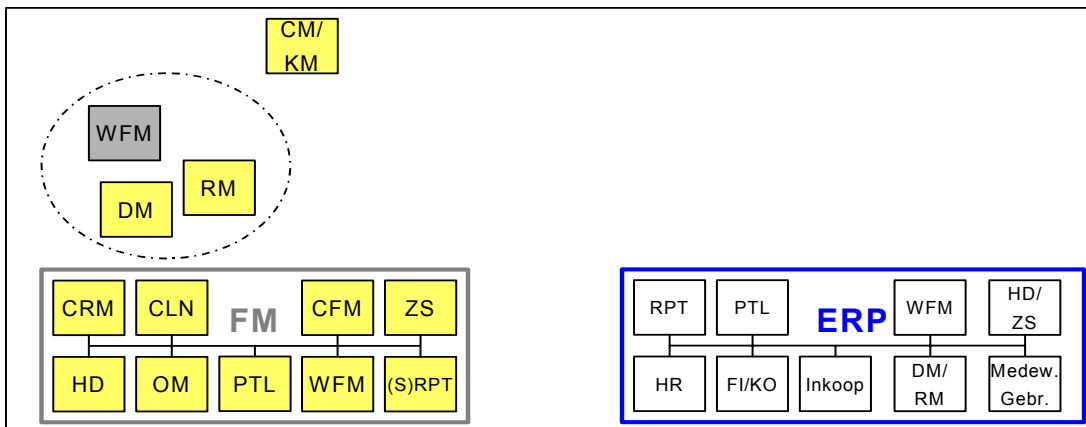 CM/
KM
WFM
RM
DM
CRM
CLN
FM
CFM
ZS
HD
OM
PTL
WFM
(S)RPT
RPT
PTL
ERP
WFM
HD/
ZS
HR
FI/KO
Inkoop
DM/
RM
Medew.
Gebr.